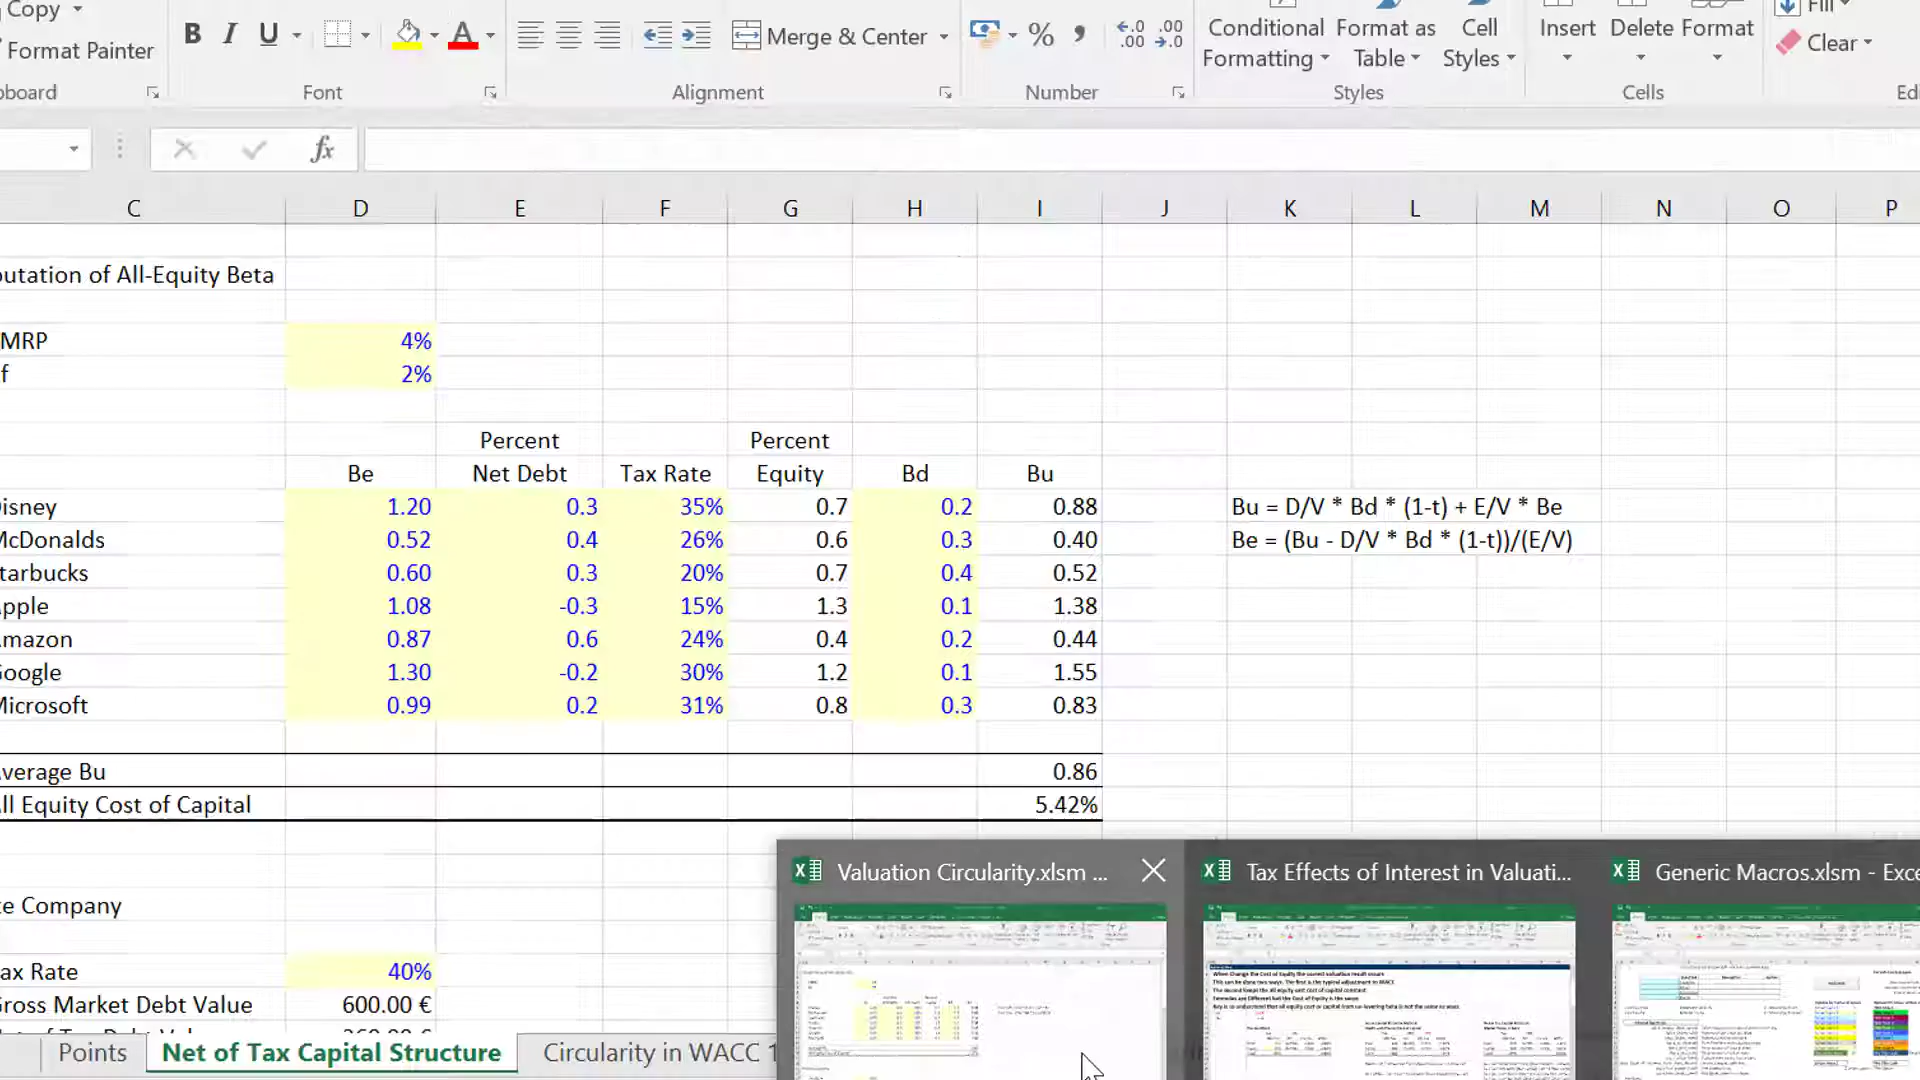 Copy
Fill
Format Painter
B I U A
Merge & Center
% ,
Conditional Formatting
Format as Table
Cell Styles
Insert Delete Format
Clear
Font Alignment Number Styles Cells
fx
C D E F G H I J K L M N O P
putation of All-Equity Beta
MRP 4%
f 2%
Percent Percent
Be Net Debt Tax Rate Equity Bd Bu
isney 1.20 0.3 35% 0.7 0.2 0.88 Bu = D/V * Bd * (1-t) + E/V * Be
McDonalds 0.52 0.4 26% 0.6 0.3 0.40 Be = (Bu - D/V * Bd * (1-t))/(E/V)
tarbucks 0.60 0.3 20% 0.7 0.4 0.52
pple 1.08 -0.3 15% 1.3 0.1 1.38
mazon 0.87 0.6 24% 0.4 0.2 0.44
Google 1.30 -0.2 30% 1.2 0.1 1.55
Microsoft 0.99 0.2 31% 0.8 0.3 0.83
verage Bu 0.86
ll Equity Cost of Capital 5.42%
Valuation Circularity.xlsm ...
Tax Effects of Interest in Valuati...
Generic Macros.xlsm - Exce
te Company
ax Rate 40%
Gross Market Debt Value 600.00 €
Points
Net of Tax Capital Structure
Circularity in WACC 1